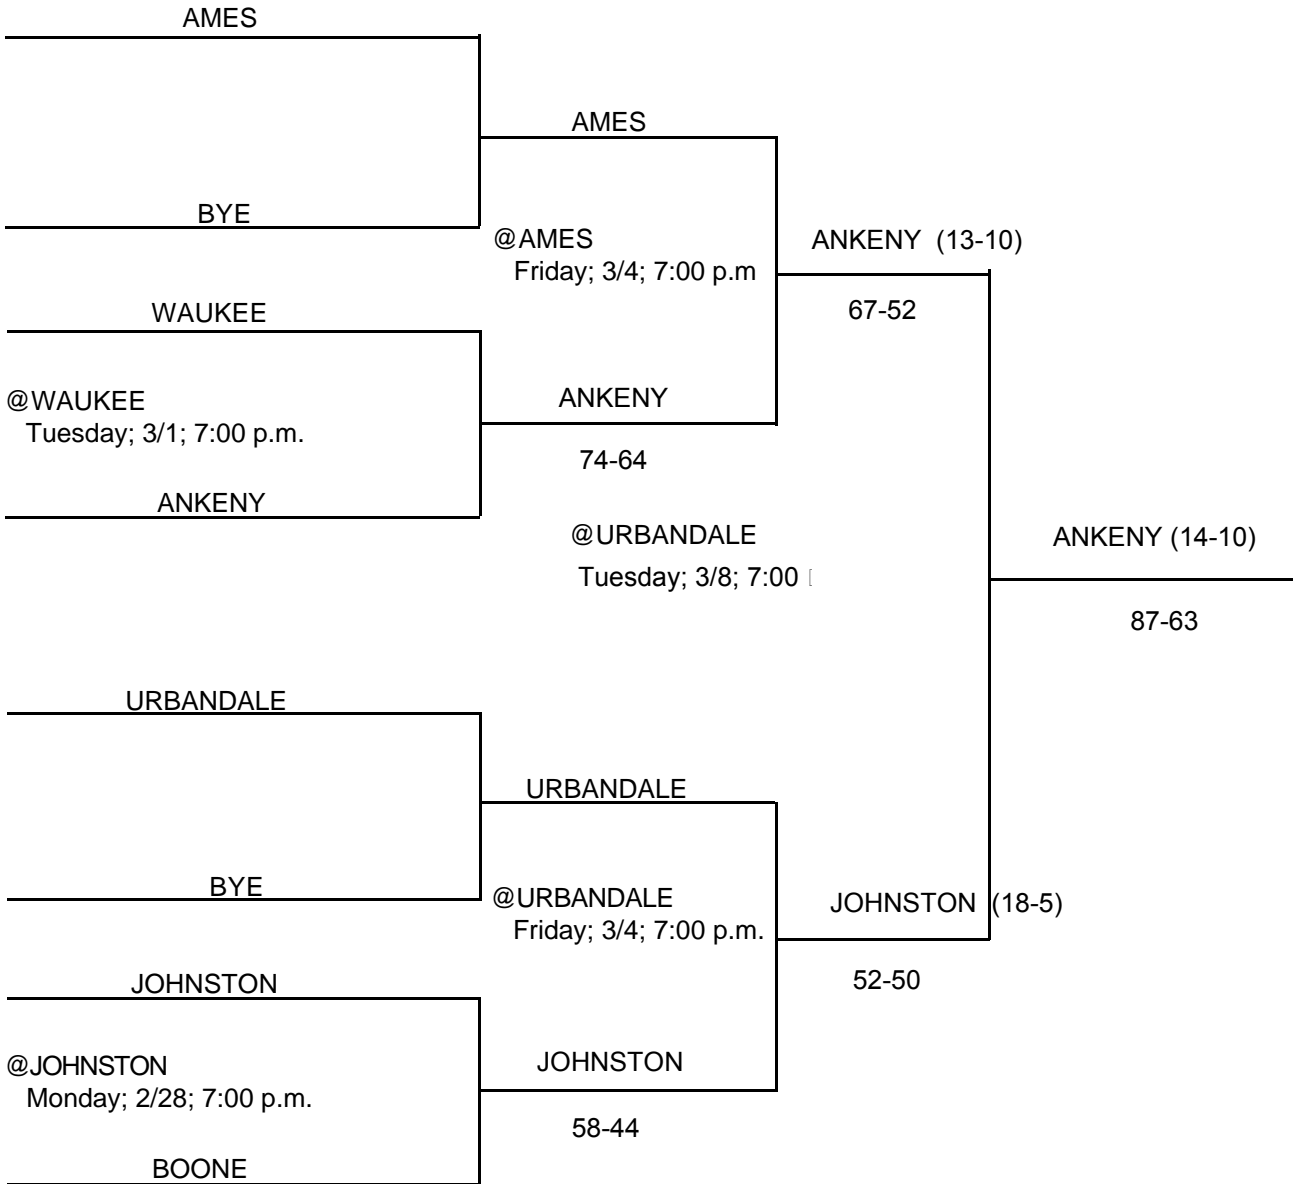 AMES
AMES
BYE
@AMES
Friday; 3/4; 7:00 p.m
ANKENY (13-10)
67-52
WAUKEE
@WAUKEE
Tuesday; 3/1; 7:00 p.m.
ANKENY
74-64
ANKENY
@URBANDALE
Tuesday; 3/8; 7:00
ANKENY (14-10)
87-63
URBANDALE
URBANDALE
BYE
@URBANDALE
Friday; 3/4; 7:00 p.m.
JOHNSTON (18-5)
52-50
JOHNSTON
@JOHNSTON
Monday; 2/28; 7:00 p.m.
JOHNSTON
58-44
BOONE